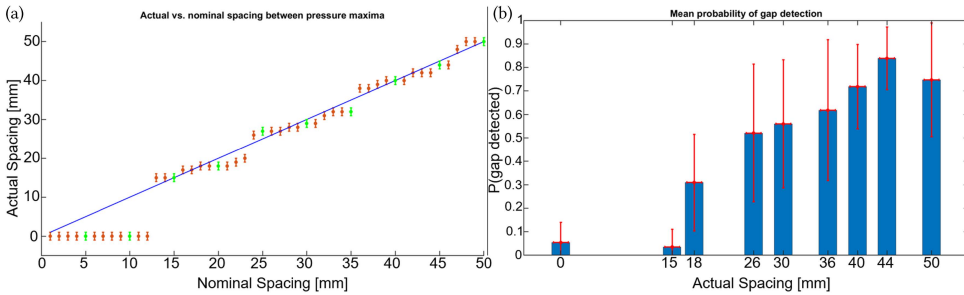 (a)
Actual vs. nominal spacing between pressure maxima
50
40
30
20
10
0
Actual Spacing [mm]
0 5 10 15 20 25 30 35 40 45 50
Nominal Spacing [mm]
(b)
Mean probability of gap detection
1
0.9
0.8
0.7
0.6
0.5
0.4
0.3
0.2
0.1
0
P(gap detected)
0 15 18 26 30 36 40 44 50
Actual Spacing [mm]